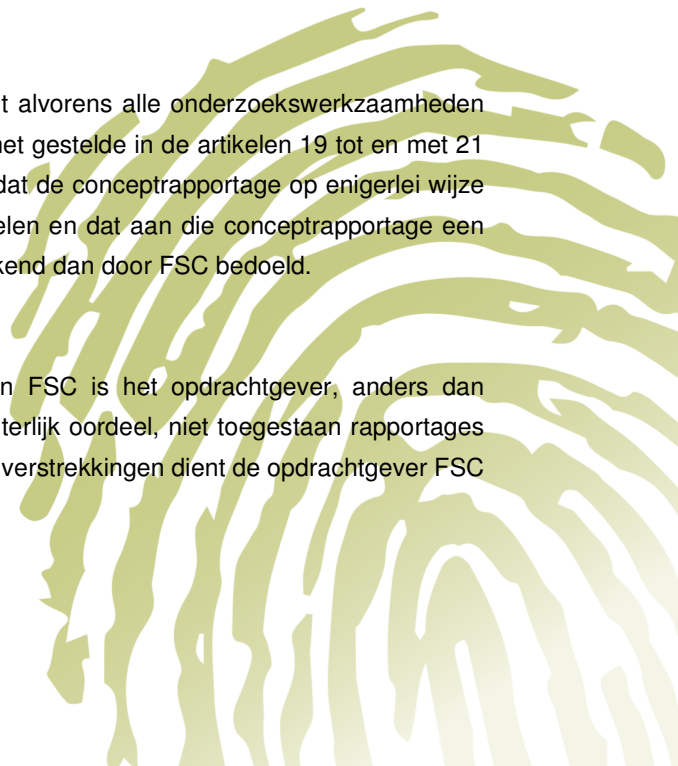 t alvorens alle onderzoekswerkzaamheden
net gestelde in de artikelen 19 tot en met 21
dat de conceptrapportage op enigerlei wijze
elen en dat aan die conceptrapportage een
kend dan door FSC bedoeld.
n FSC is het opdrachtgever, anders dan
terlijk oordeel, niet toegestaan rapportages
verstrekkingen dient de opdrachtgever FSC